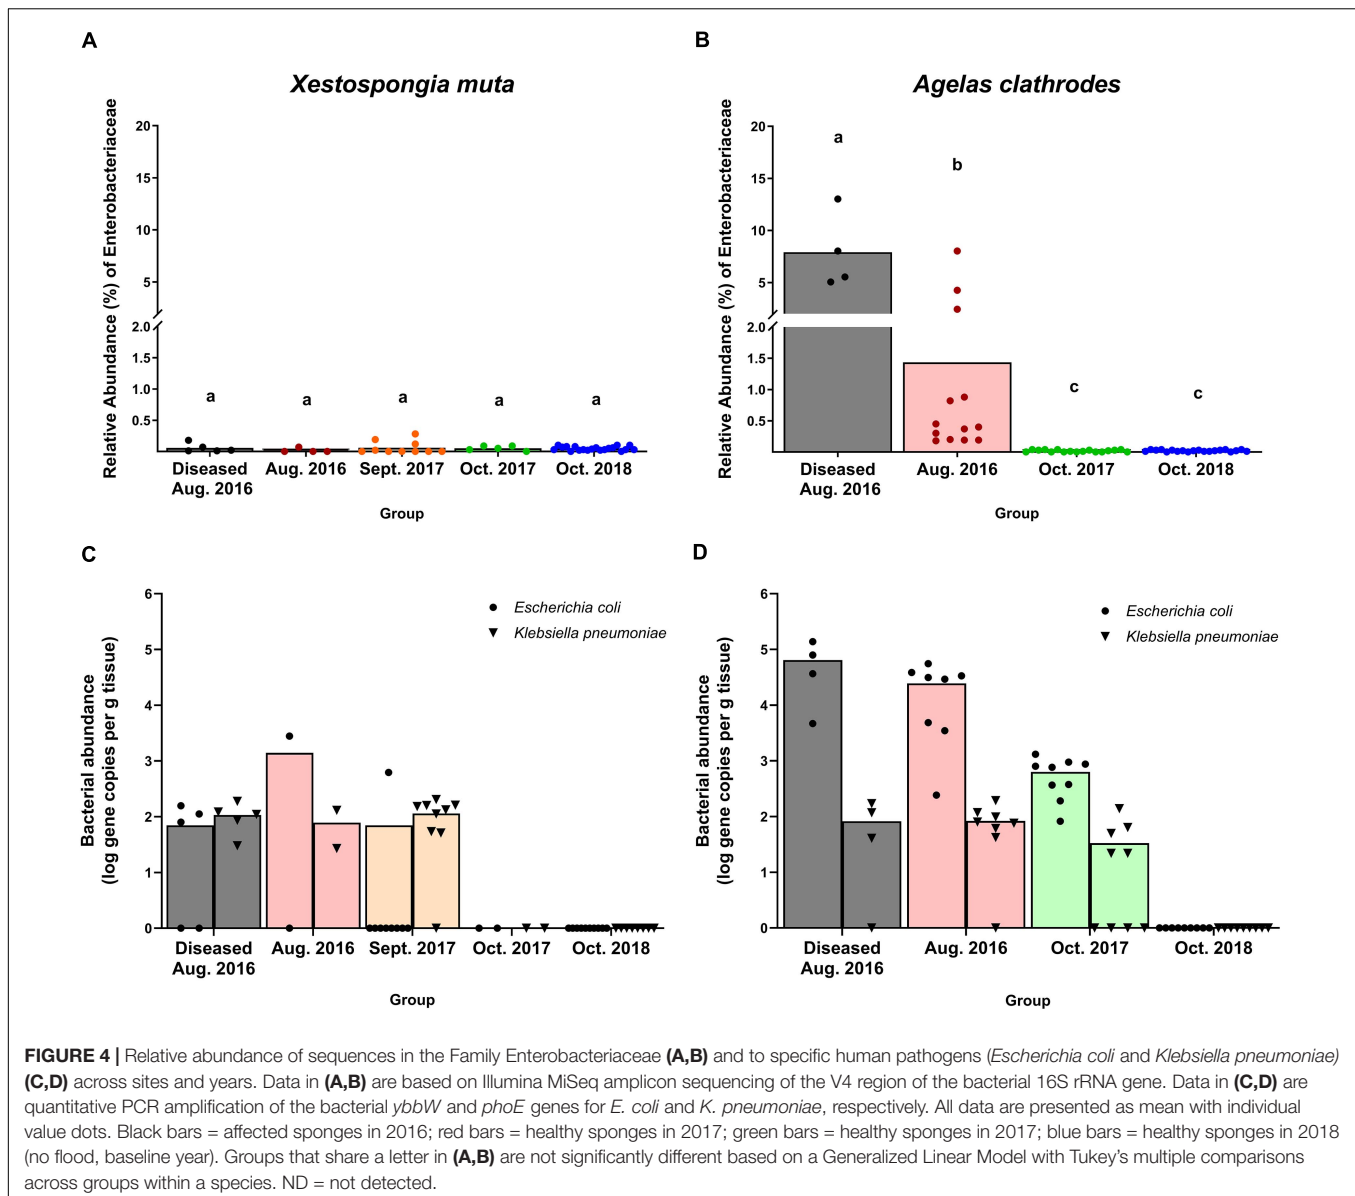 A
Xestospongia muta
Relative Abundance (%) of Enterobacteriaceae
20
15
10
5
2.0
1.5
1.0
0.5
a
a
a
a
a
Diseased
Aug. 2016
Aug. 2016
Sept. 2017
Oct. 2017
Oct. 2018
Group
B
Agelas clathrodes
Relative Abundance (%) of Enterobacteriaceae
20
15
10
5
2.0
1.5
1.0
0.5
a
b
c
c
Diseased
Aug. 2016
Aug. 2016
Oct. 2017
Oct. 2018
Group
C
Bacterial abundance
(log gene copies per g tissue)
6
5
4
3
2
1
0
Escherichia coli
Klebsiella pneumoniae
Diseased
Aug. 2016
Aug. 2016
Sept. 2017
Oct. 2017
Oct. 2018
Group
D
Bacterial abundance
(log gene copies per g tissue)
6
5
4
3
2
1
0
Escherichia coli
Klebsiella pneumoniae
Diseased
Aug. 2016
Aug. 2016
Oct. 2017
Oct. 2018
Group
FIGURE 4 | Relative abundance of sequences in the Family Enterobacteriaceae (A,B) and to specific human pathogens (Escherichia coli and Klebsiella pneumoniae)
(C,D) across sites and years. Data in (A,B) are based on Illumina MiSeq amplicon sequencing of the V4 region of the bacterial 16S rRNA gene. Data in (C,D) are
quantitative PCR amplification of the bacterial ybbW and phoE genes for E. coli and K. pneumoniae, respectively. All data are presented as mean with individual
value dots. Black bars = affected sponges in 2016; red bars = healthy sponges in 2017; green bars = healthy sponges in 2017; blue bars = healthy sponges in 2018
(no flood, baseline year). Groups that share a letter in (A,B) are not significantly different based on a Generalized Linear Model with Tukey's multiple comparisons
across groups within a species. ND = not detected.